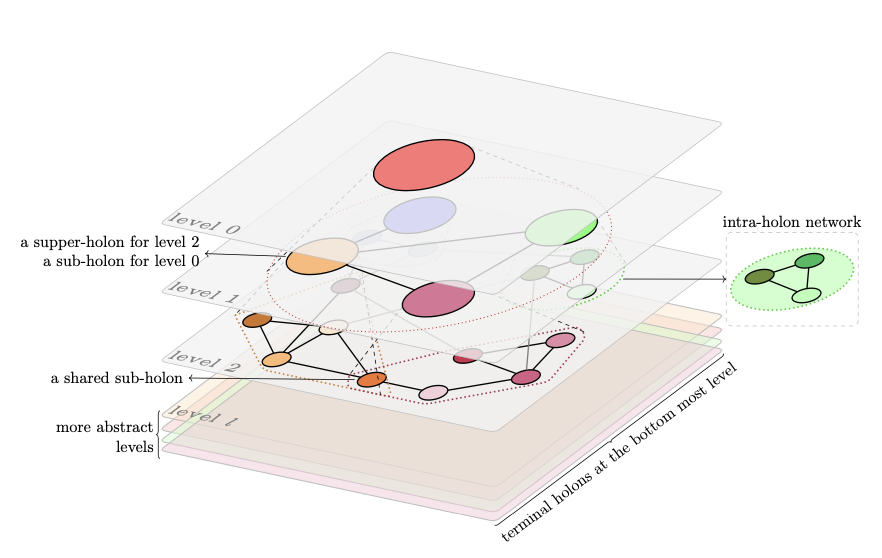 level 0
intra-holon network
a supper-holon for level 2
a sub-holon for level 0
level 1
level 2
a shared sub-holon
level l
more abstract
levels
terminal holons at the bottom most level